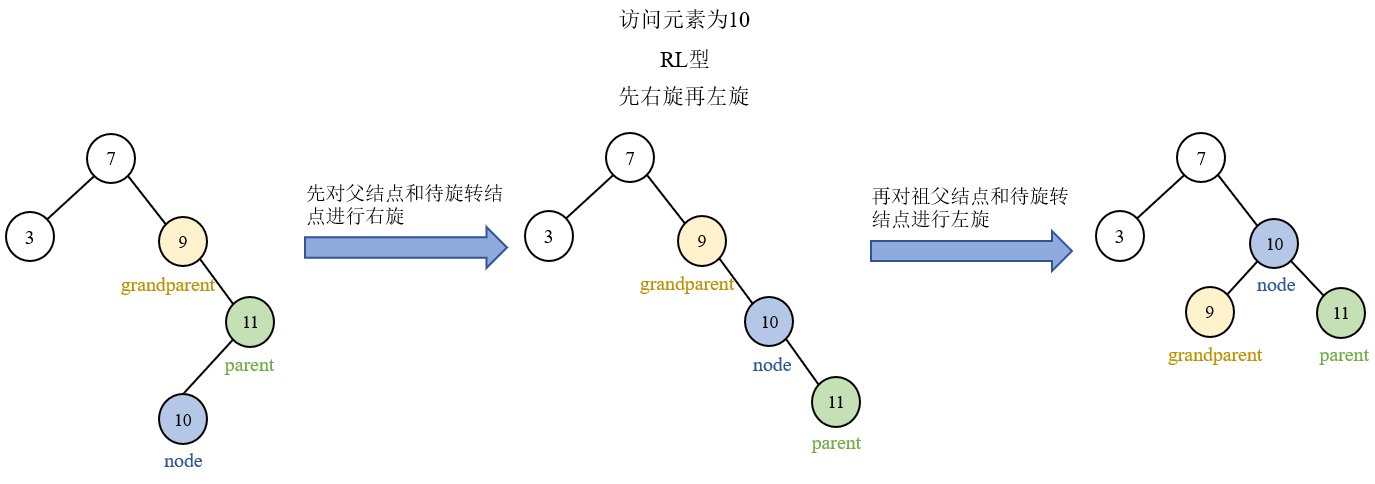 访问元素为10
RL型
先右旋再左旋
7
3
9
grandparent
11
parent
10
node
先对父结点和待旋转结
点进行右旋
7
3
9
grandparent
10
node
11
parent
再对祖父结点和待旋转
结点进行左旋
7
3
10
node
9
grandparent
11
parent